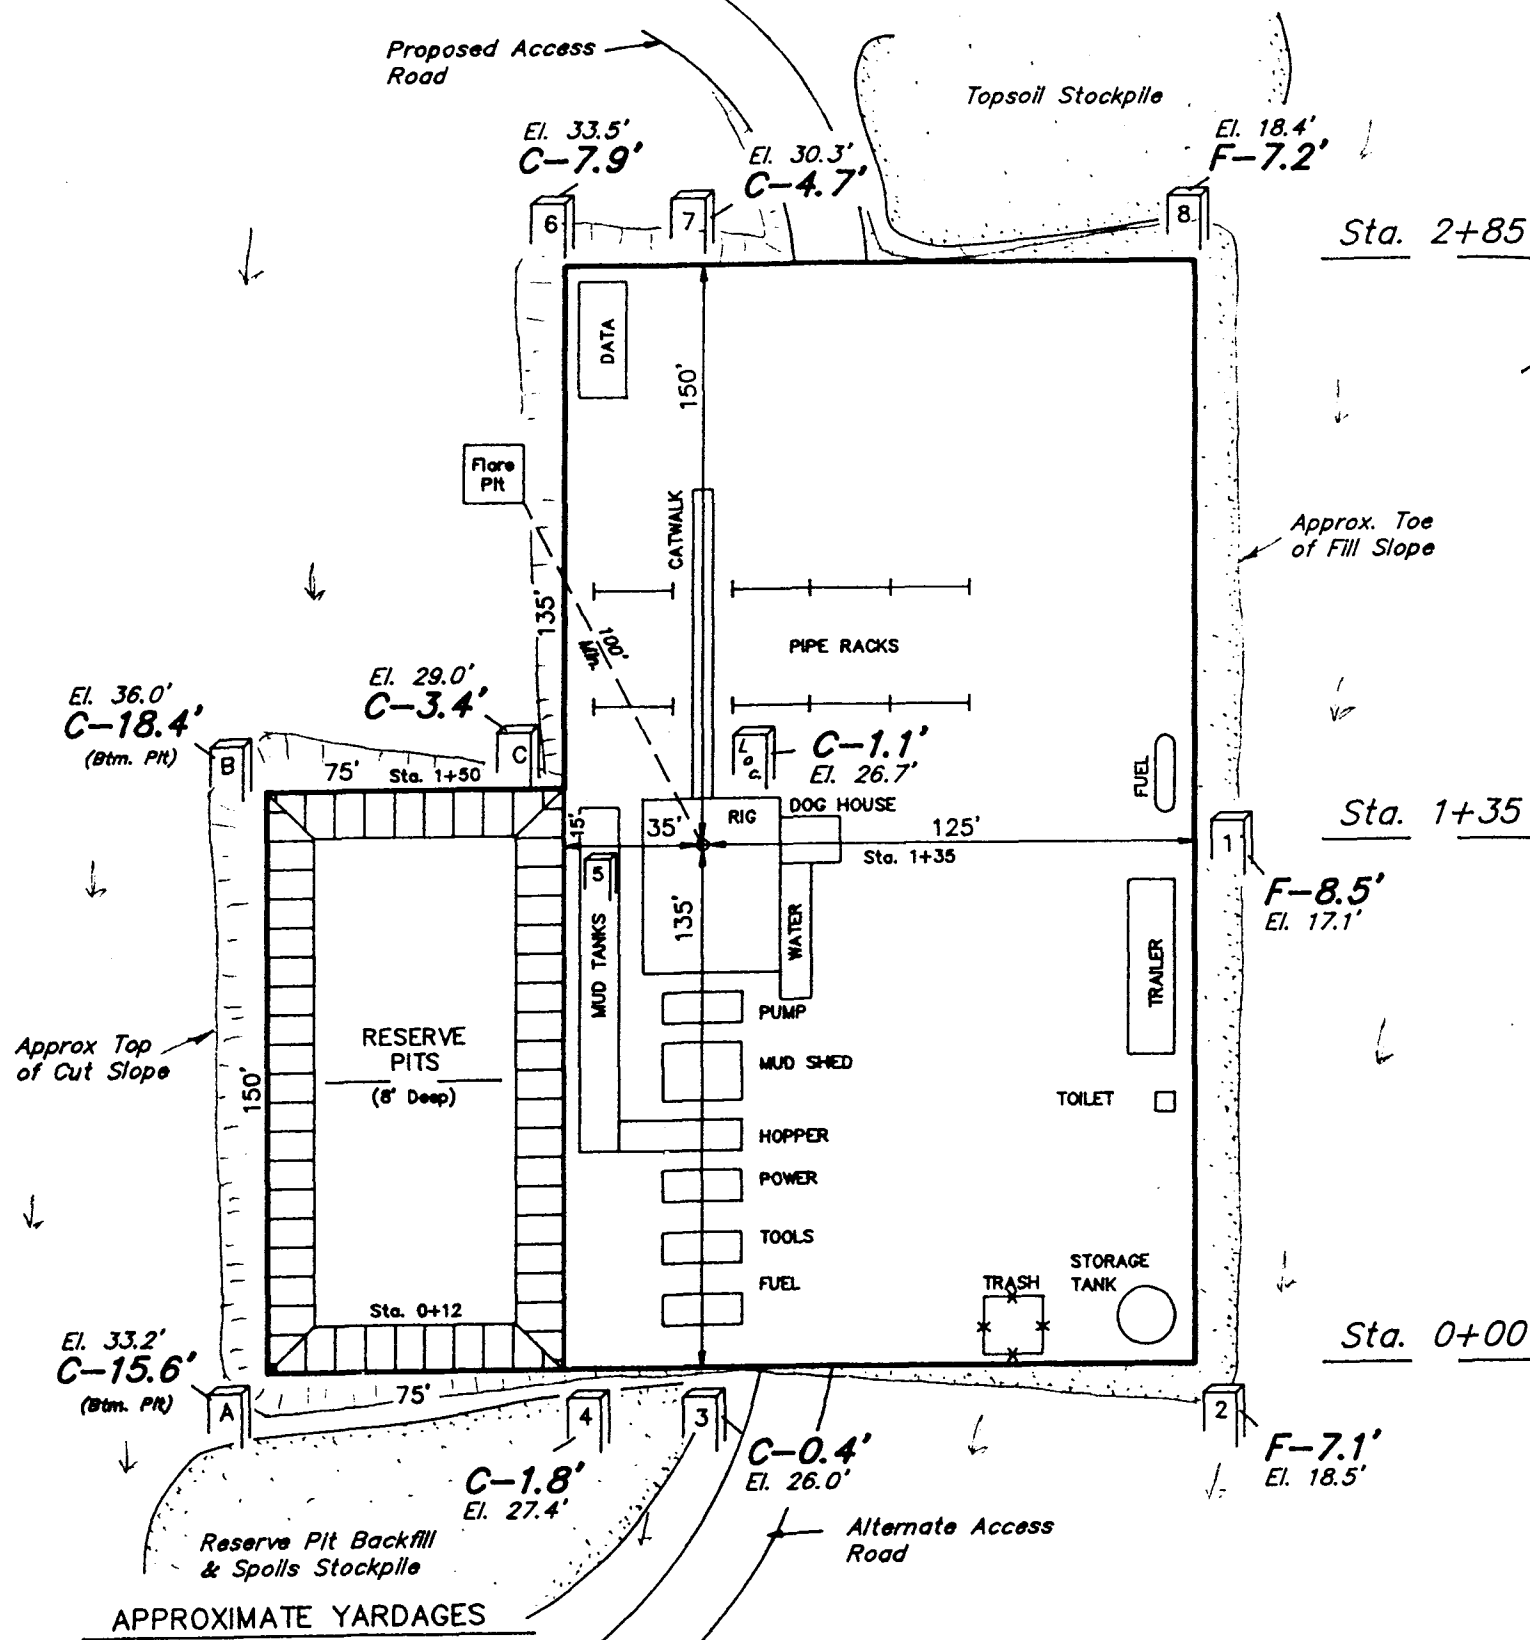 Proposed Access
Road
Topsoil Stockpile
El. 33.5'
C-7.9'
El. 30.3'
C-4.7'
El. 18.4'
F-7.2'
6
7
8
Sta. 2+85
DATA
150'
Flare
Pit
CATWALK
Approx. Toe
of Fill Slope
135'
100'
Min.
PIPE RACKS
El. 36.0'
C-18.4'
(Btm. Pit)
El. 29.0'
C-3.4'
B
C
75'
Sta. 1+50
Loc.
C-1.1'
El. 26.7'
FUEL
DOG HOUSE
RIG
15'
35'
125'
Sta. 1+35
Sta. 1+35
1
5
F-8.5'
El. 17.1'
135'
MUD TANKS
WATER
TRAILER
PUMP
RESERVE
PITS
(8' Deep)
Approx Top
of Cut Slope
150'
MUD SHED
TOILET
HOPPER
POWER
TOOLS
FUEL
STORAGE
TANK
TRASH
Sta. 0+12
Sta. 0+00
El. 33.2'
C-15.6'
(Btm. Pit)
75'
A
4
3
2
C-1.8'
El. 27.4'
C-0.4'
El. 26.0'
F-7.1'
El. 18.5'
Reserve Pit Backfill
& Spoils Stockpile
Alternate Access
Road
APPROXIMATE YARDAGES